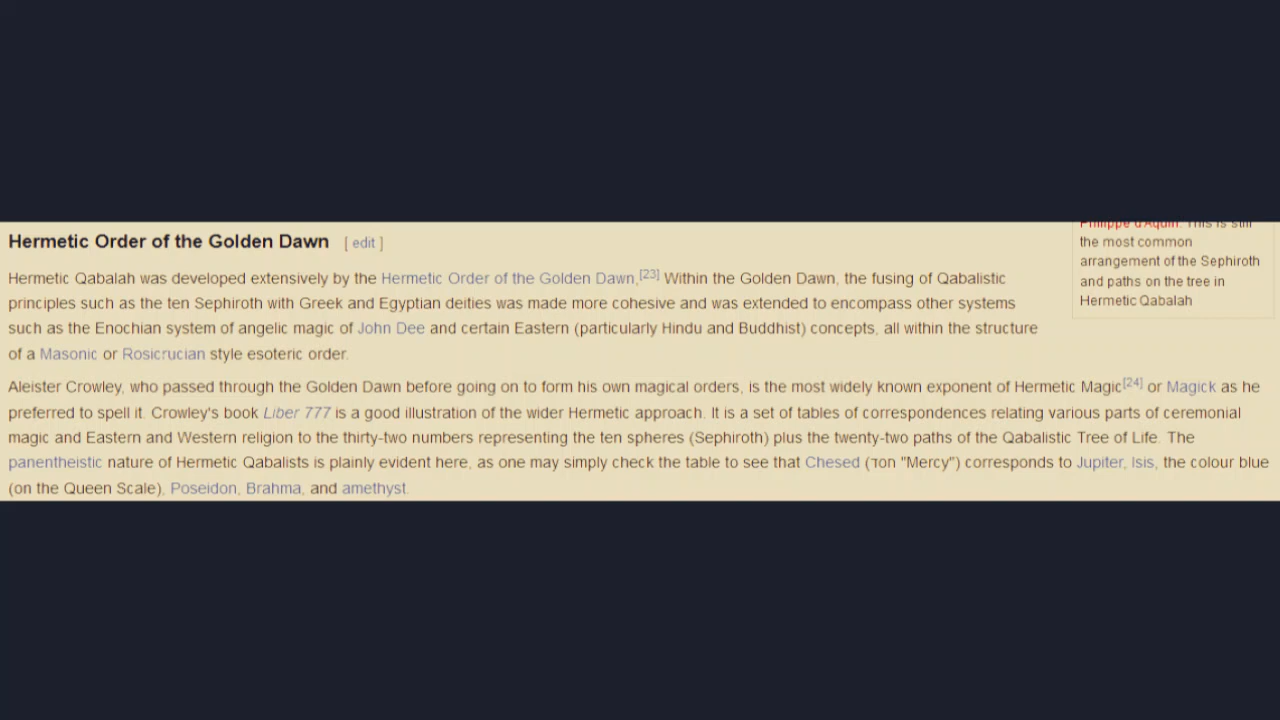 Hermetic Order of the Golden Dawn [ edit ]
Hermetic Qabalah was developed extensively by the Hermetic Order of the Golden Dawn,[23] Within the Golden Dawn, the fusing of Qabalistic
principles such as the ten Sephiroth with Greek and Egyptian deities was made more cohesive and was extended to encompass other systems
such as the Enochian system of angelic magic of John Dee and certain Eastern (particularly Hindu and Buddhist) concepts, all within the structure
of a Masonic or Rosicrucian style esoteric order.
Aleister Crowley, who passed through the Golden Dawn before going on to form his own magical orders, is the most widely known exponent of Hermetic Magic[24] or Magick as he
preferred to spell it. Crowley's book Liber 777 is a good illustration of the wider Hermetic approach. It is a set of tables of correspondences relating various parts of ceremonial
magic and Eastern and Western religion to the thirty-two numbers representing the ten spheres (Sephiroth) plus the twenty-two paths of the Qabalistic Tree of Life. The
panentheistic nature of Hermetic Qabalists is plainly evident here, as one may simply check the table to see that Chesed (חסד "Mercy") corresponds to Jupiter, Isis, the colour blue
(on the Queen Scale), Poseidon, Brahma, and amethyst.
Philippe d'Aquin. This is still
the most common
arrangement of the Sephiroth
and paths on the tree in
Hermetic Qabalah